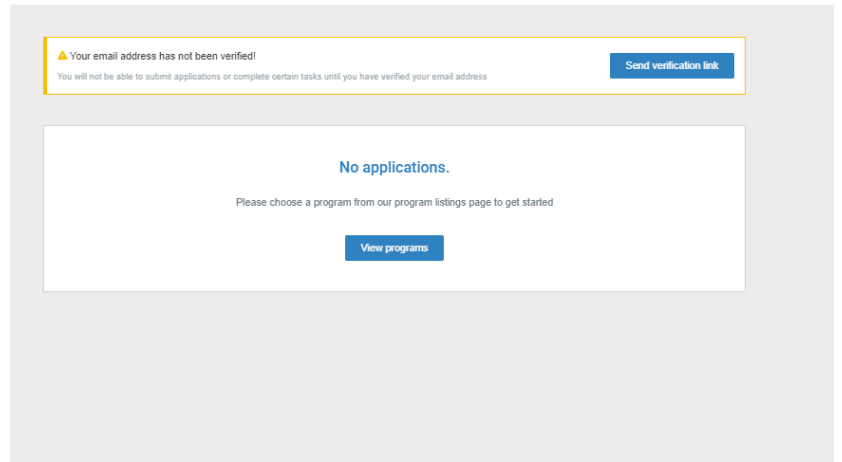 Your email address has not been verified!
You will not be able to submit applications or complete certain tasks until you have verified your email address
Send verification link
No applications.
Please choose a program from our program listings page to get started
View programs